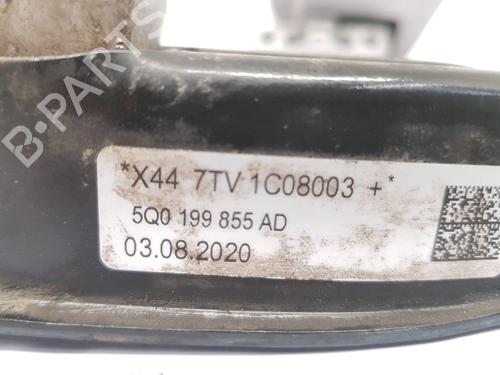 B-PARTS
*X44 7TV 1C08003 +*
5Q0 199 855 AD
03.08.2020